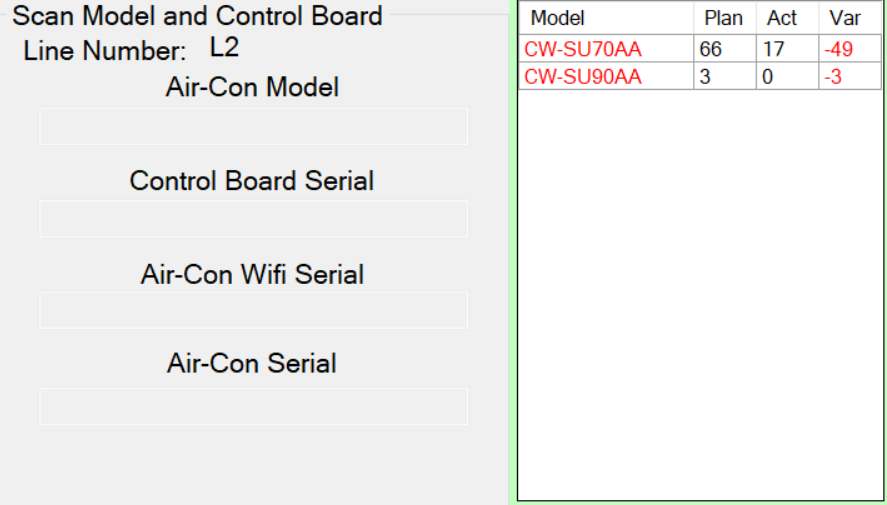 Scan Model and Control Board
Line Number: L2
Air-Con Model
Control Board Serial
Air-Con Wifi Serial
Air-Con Serial
Model Plan Act Var
CW-SU70AA 66 17 -49
CW-SU90AA 3 0 -3